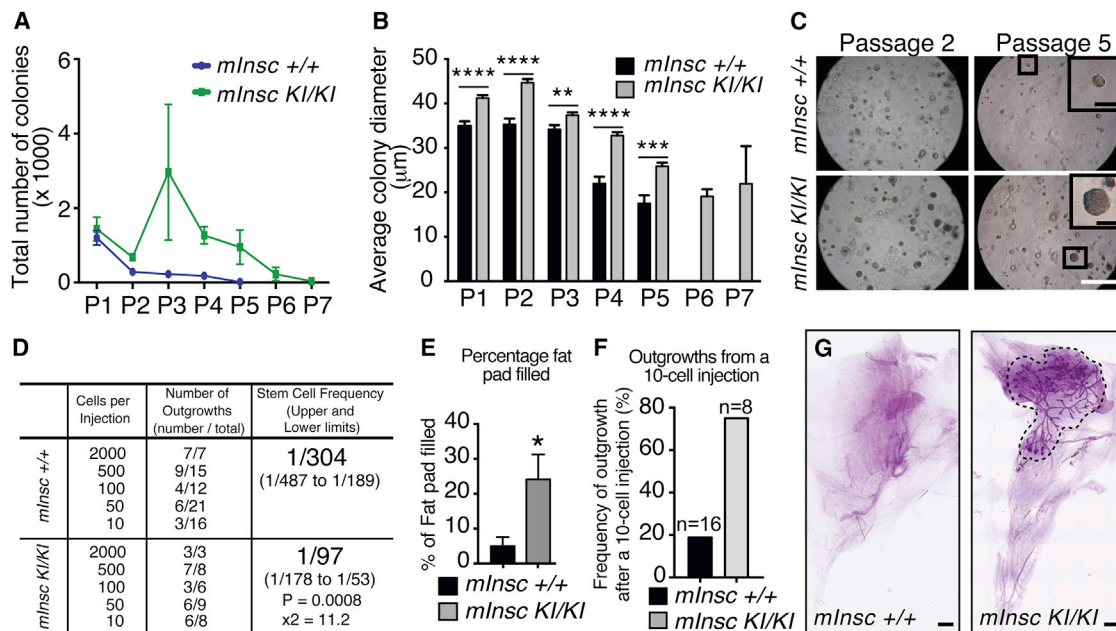 A
Total number of colonies
(x 1000)
6
4
2
0
P1 P2 P3 P4 P5 P6 P7
mInsc +/+
mInsc KI/KI
B
Average colony diameter
(μm)
50
40
30
20
10
0
**** **** ** **** ***
P1 P2 P3 P4 P5 P6 P7
mInsc +/+
mInsc KI/KI
C
Passage 2 Passage 5
mInsc +/+
mInsc KI/KI
D
Cells per
Injection
Number of
Outgrowths
(number / total)
Stem Cell Frequency
(Upper and
Lower limits)
mInsc +/+
2000 7/7
500 9/15
100 4/12
50 6/21
10 3/16
1/304
(1/487 to 1/189)
mInsc KI/KI
2000 3/3
500 7/8
100 3/6
50 6/9
10 6/8
1/97
(1/178 to 1/53)
P = 0.0008
x2 = 11.2
E
Percentage fat
pad filled
% of Fat pad filled
40
30
20
10
0
*
mInsc +/+
mInsc KI/KI
F
Outgrowths from a
10-cell injection
Frequency of outgrowth
after a 10-cell injection (%)
80
60
40
20
0
n=16
n=8
mInsc +/+
mInsc KI/KI
G
mInsc +/+
mInsc KI/KI